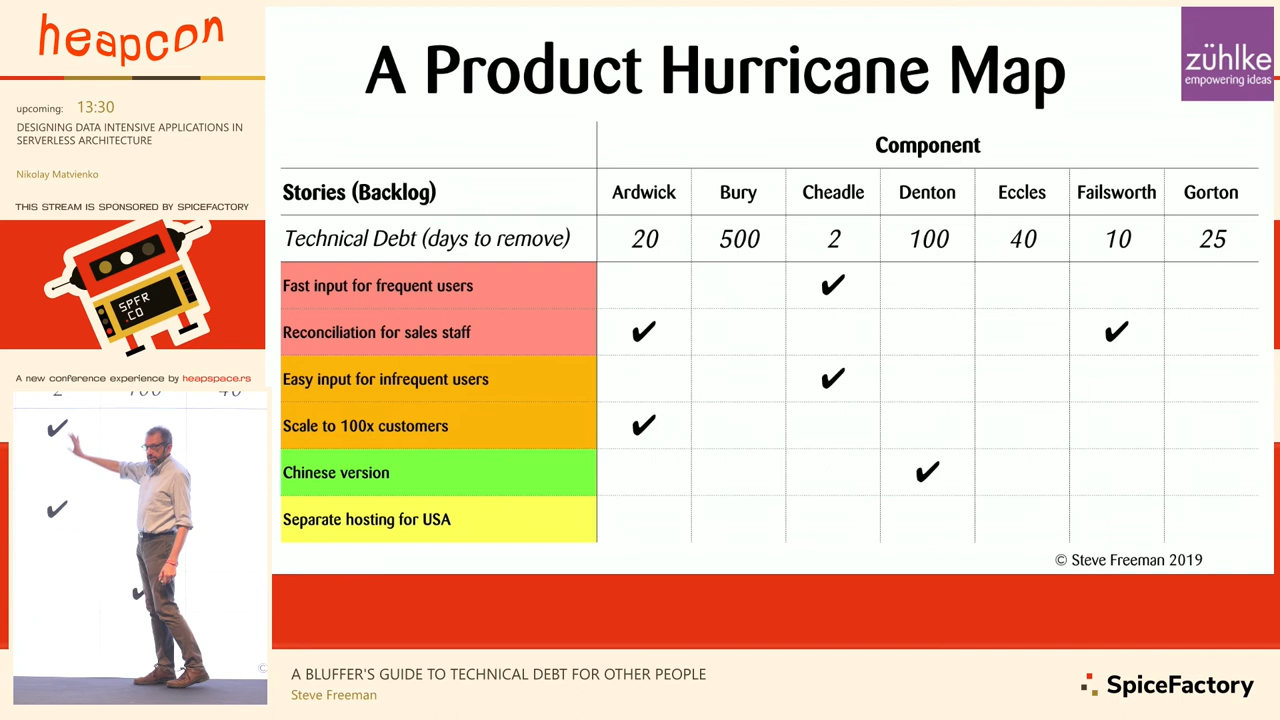 heapcon
upcoming: 13:30
DESIGNING DATA INTENSIVE APPLICATIONS IN
SERVERLESS ARCHITECTURE
Nikolay Matvienko
THIS STREAM IS SPONSORED BY SPICEFACTORY
SPFR
.CO
A new conference experience by heapspace.rs
A Product Hurricane Map
zühlke
empowering ideas
Component
Stories (Backlog) Ardwick Bury Cheadle Denton Eccles Failsworth Gorton
Technical Debt (days to remove) 20 500 2 100 40 10 25
Fast input for frequent users ✔
Reconciliation for sales staff ✔ ✔
Easy input for infrequent users ✔
Scale to 100x customers ✔
Chinese version ✔
Separate hosting for USA
© Steve Freeman 2019
A BLUFFER'S GUIDE TO TECHNICAL DEBT FOR OTHER PEOPLE
Steve Freeman
SpiceFactory